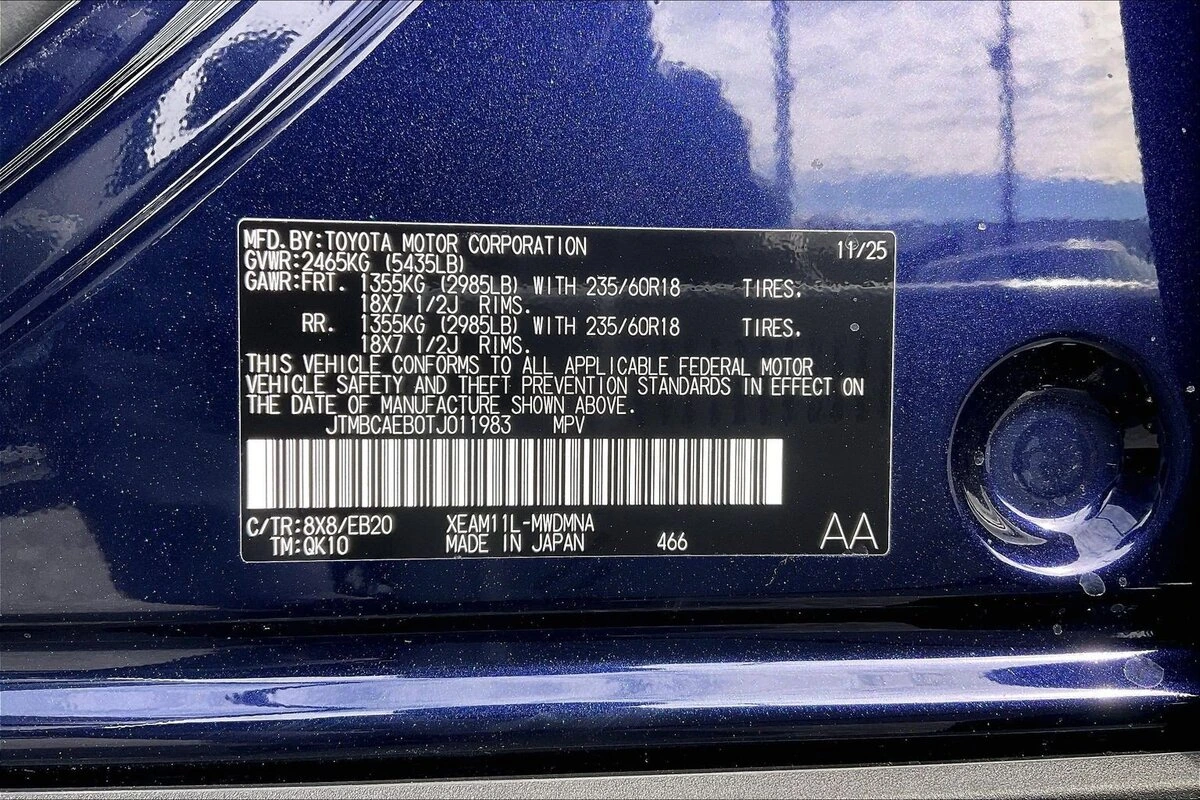 MFD.BY:TOYOTA MOTOR CORPORATION 11/25
GVWR:2465KG (5435LB)
GAWR:FRT. 1355KG (2985LB) WITH 235/60R18 TIRES.
18X7 1/2J RIMS.
RR. 1355KG (2985LB) WITH 235/60R18 TIRES.
18X7 1/2J RIMS.
THIS VEHICLE CONFORMS TO ALL APPLICABLE FEDERAL MOTOR
VEHICLE SAFETY AND THEFT PREVENTION STANDARDS IN EFFECT ON
THE DATE OF MANUFACTURE SHOWN ABOVE.
JTMBCAEB0TJ011983 MPV
C/TR:8X8/EB20 XEAM11L-MWDMNA
TM:QK10 MADE IN JAPAN 466 AA